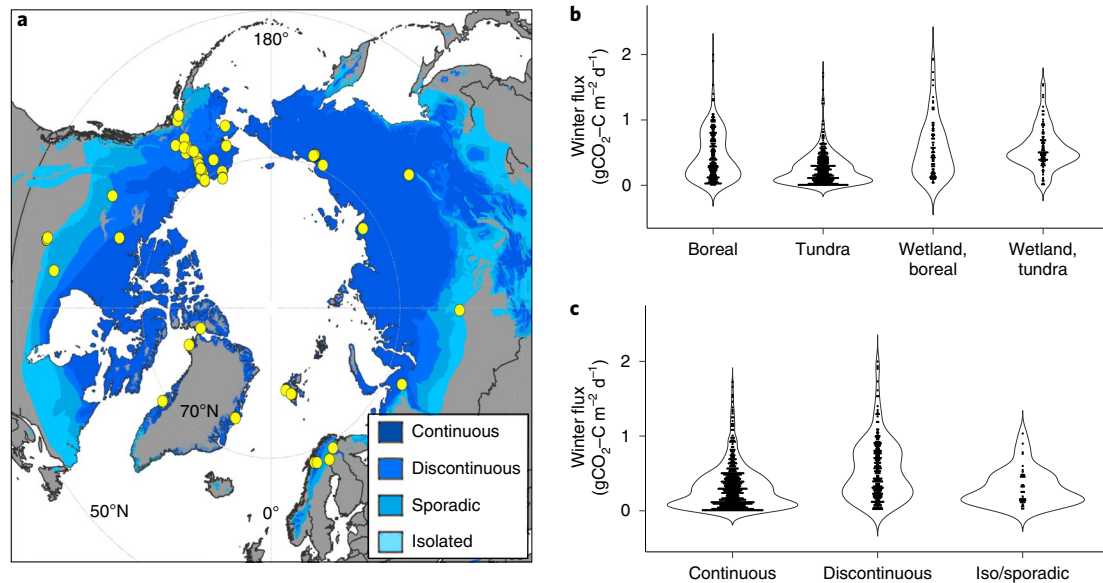 a
180°
70°N
50°N
0°
Continuous
Discontinuous
Sporadic
Isolated
b
Winter flux
(gCO₂–C m⁻² d⁻¹)
2
1
0
Boreal
Tundra
Wetland,
boreal
Wetland,
tundra
c
Winter flux
(gCO₂–C m⁻² d⁻¹)
2
1
0
Continuous
Discontinuous
Iso/sporadic